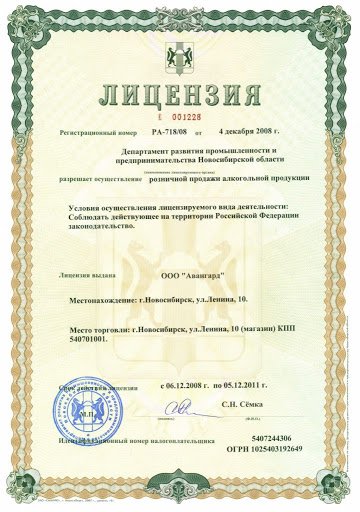 ЛИЦЕНЗИЯ
Е 001228
Регистрационный номер РА-718/08 от 4 декабря 2008 г.
Департамент развития промышленности и
предпринимательства Новосибирской области
(наименование лицензирующего органа)
разрешает осуществление розничной продажи алкогольной продукции
Условия осуществления лицензируемого вида деятельности:
Соблюдать действующее на территории Российской Федерации
законодательство.
Лицензия выдана ООО "Авангард"
Местонахождение: г.Новосибирск, ул.Ленина, 10.
Место торговли: г.Новосибирск, ул.Ленина, 10 (магазин) КПП
540701001.
Срок действия лицензии с 06.12.2008 г. по 05.12.2011 г.
С.Н. Сёмка
М.П.
(подпись) (Ф.И.О.)
Идентификационный номер налогоплательщика 5407244306
ОГРН 1025403192649